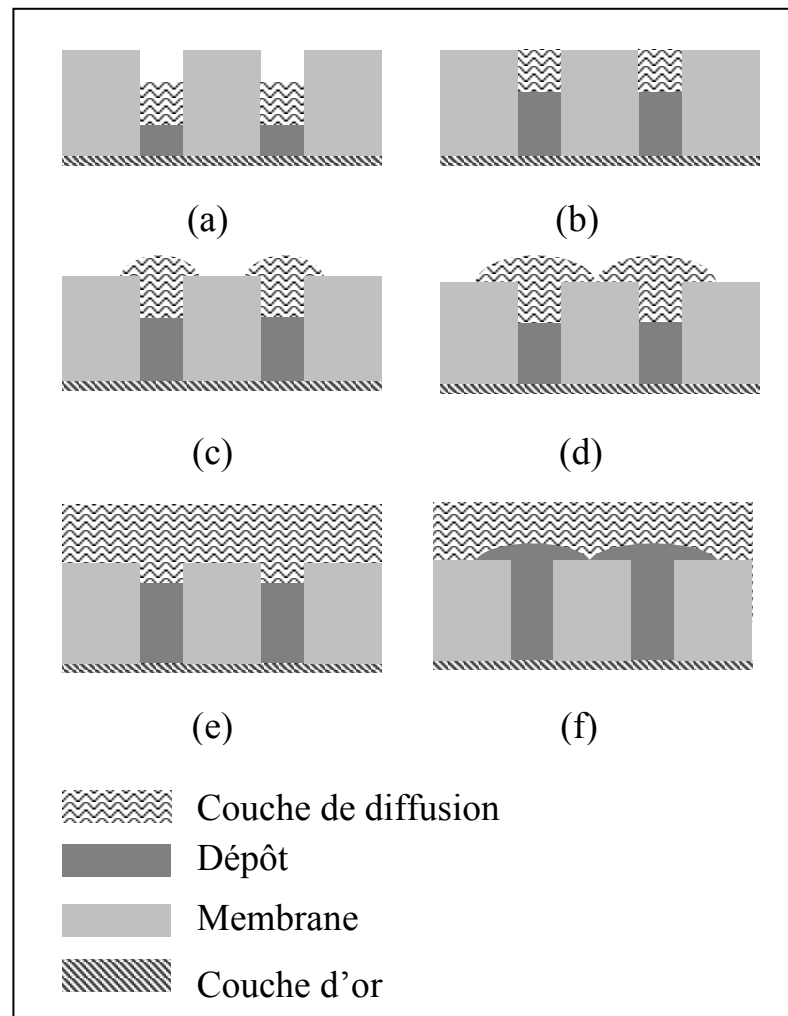 (a)
(b)
(c)
(d)
(e)
(f)
Couche de diffusion
Dépôt
Membrane
Couche d’or